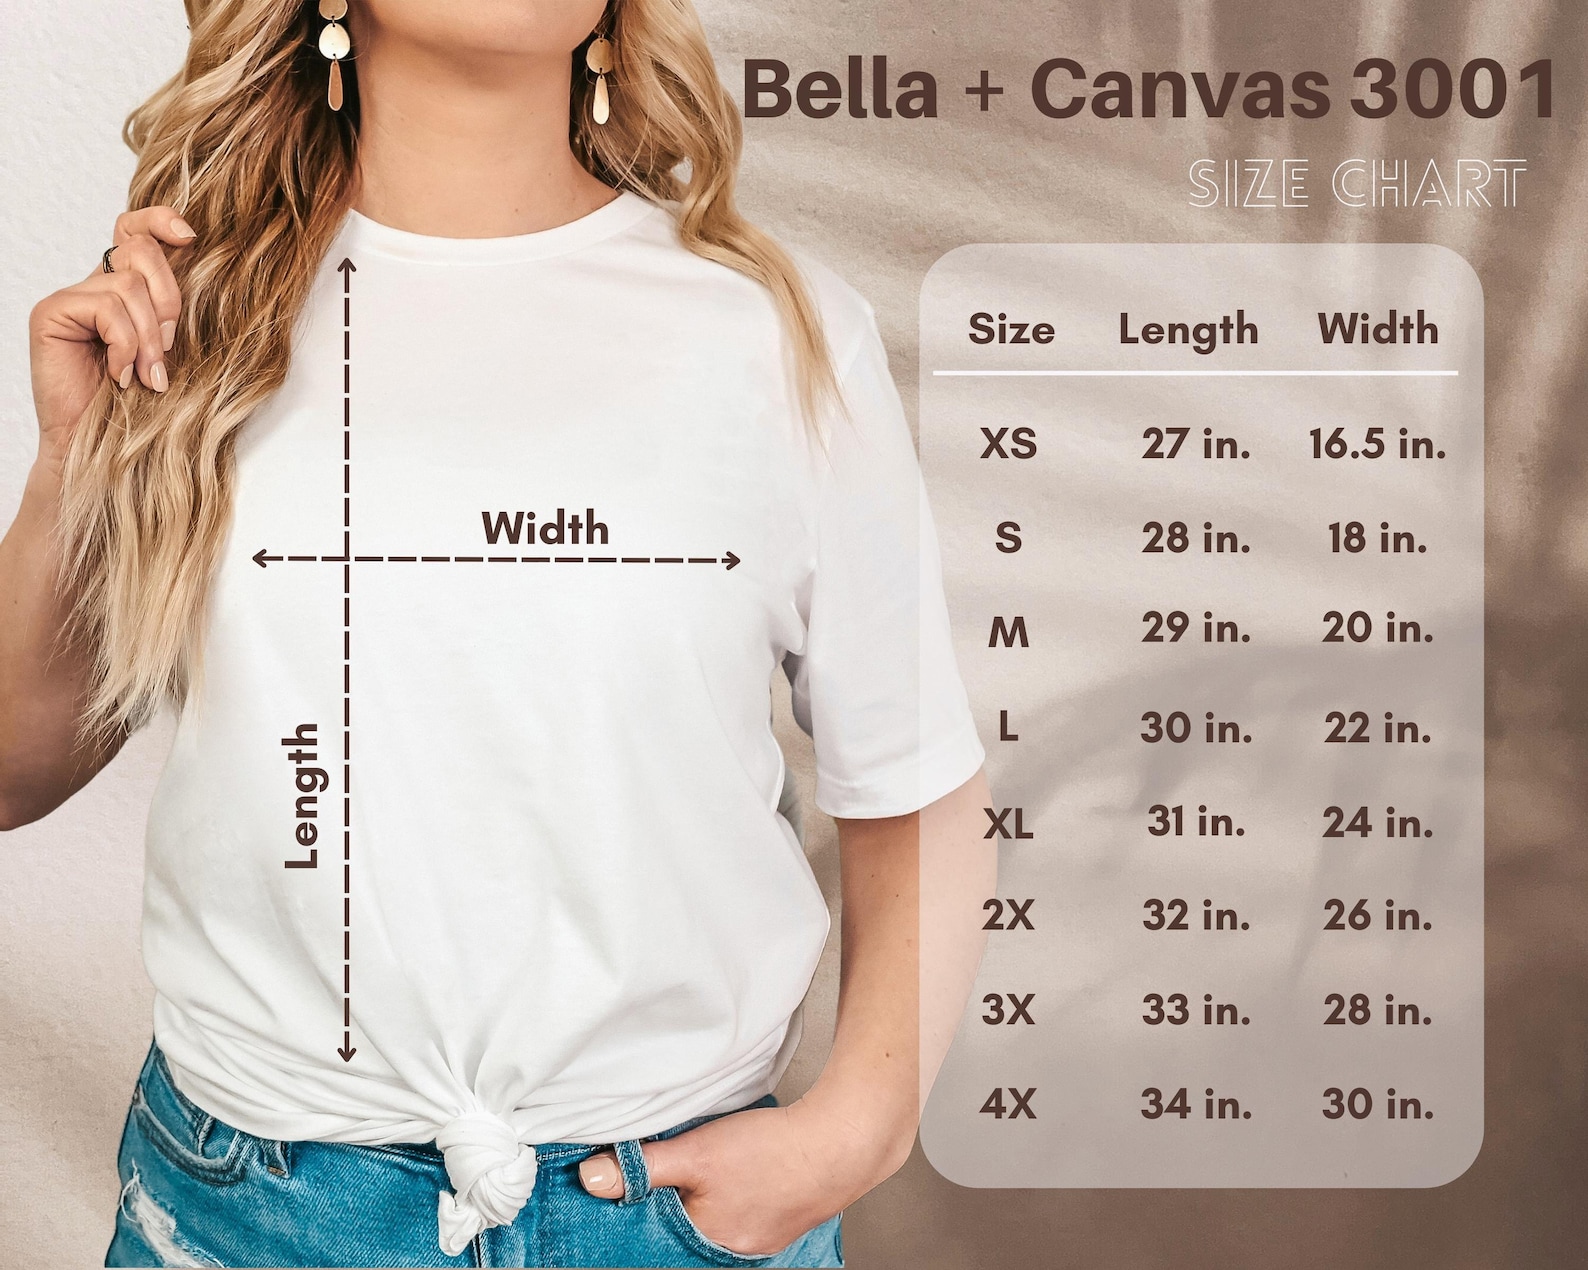 Bella + Canvas 3001
SIZE CHART
Size Length Width
XS 27 in. 16.5 in.
S 28 in. 18 in.
M 29 in. 20 in.
L 30 in. 22 in.
XL 31 in. 24 in.
2X 32 in. 26 in.
3X 33 in. 28 in.
4X 34 in. 30 in.
Width
Length